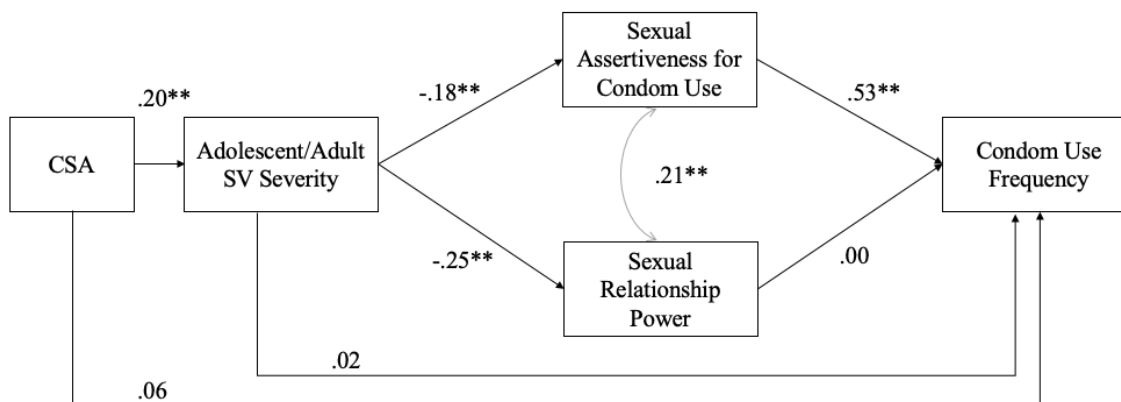 Sexual
Assertiveness for
Condom Use
.20**
-.18**
.53**
CSA
Adolescent/Adult
SV Severity
.21**
Condom Use
Frequency
-.25**
.00
Sexual
Relationship
Power
.02
.06